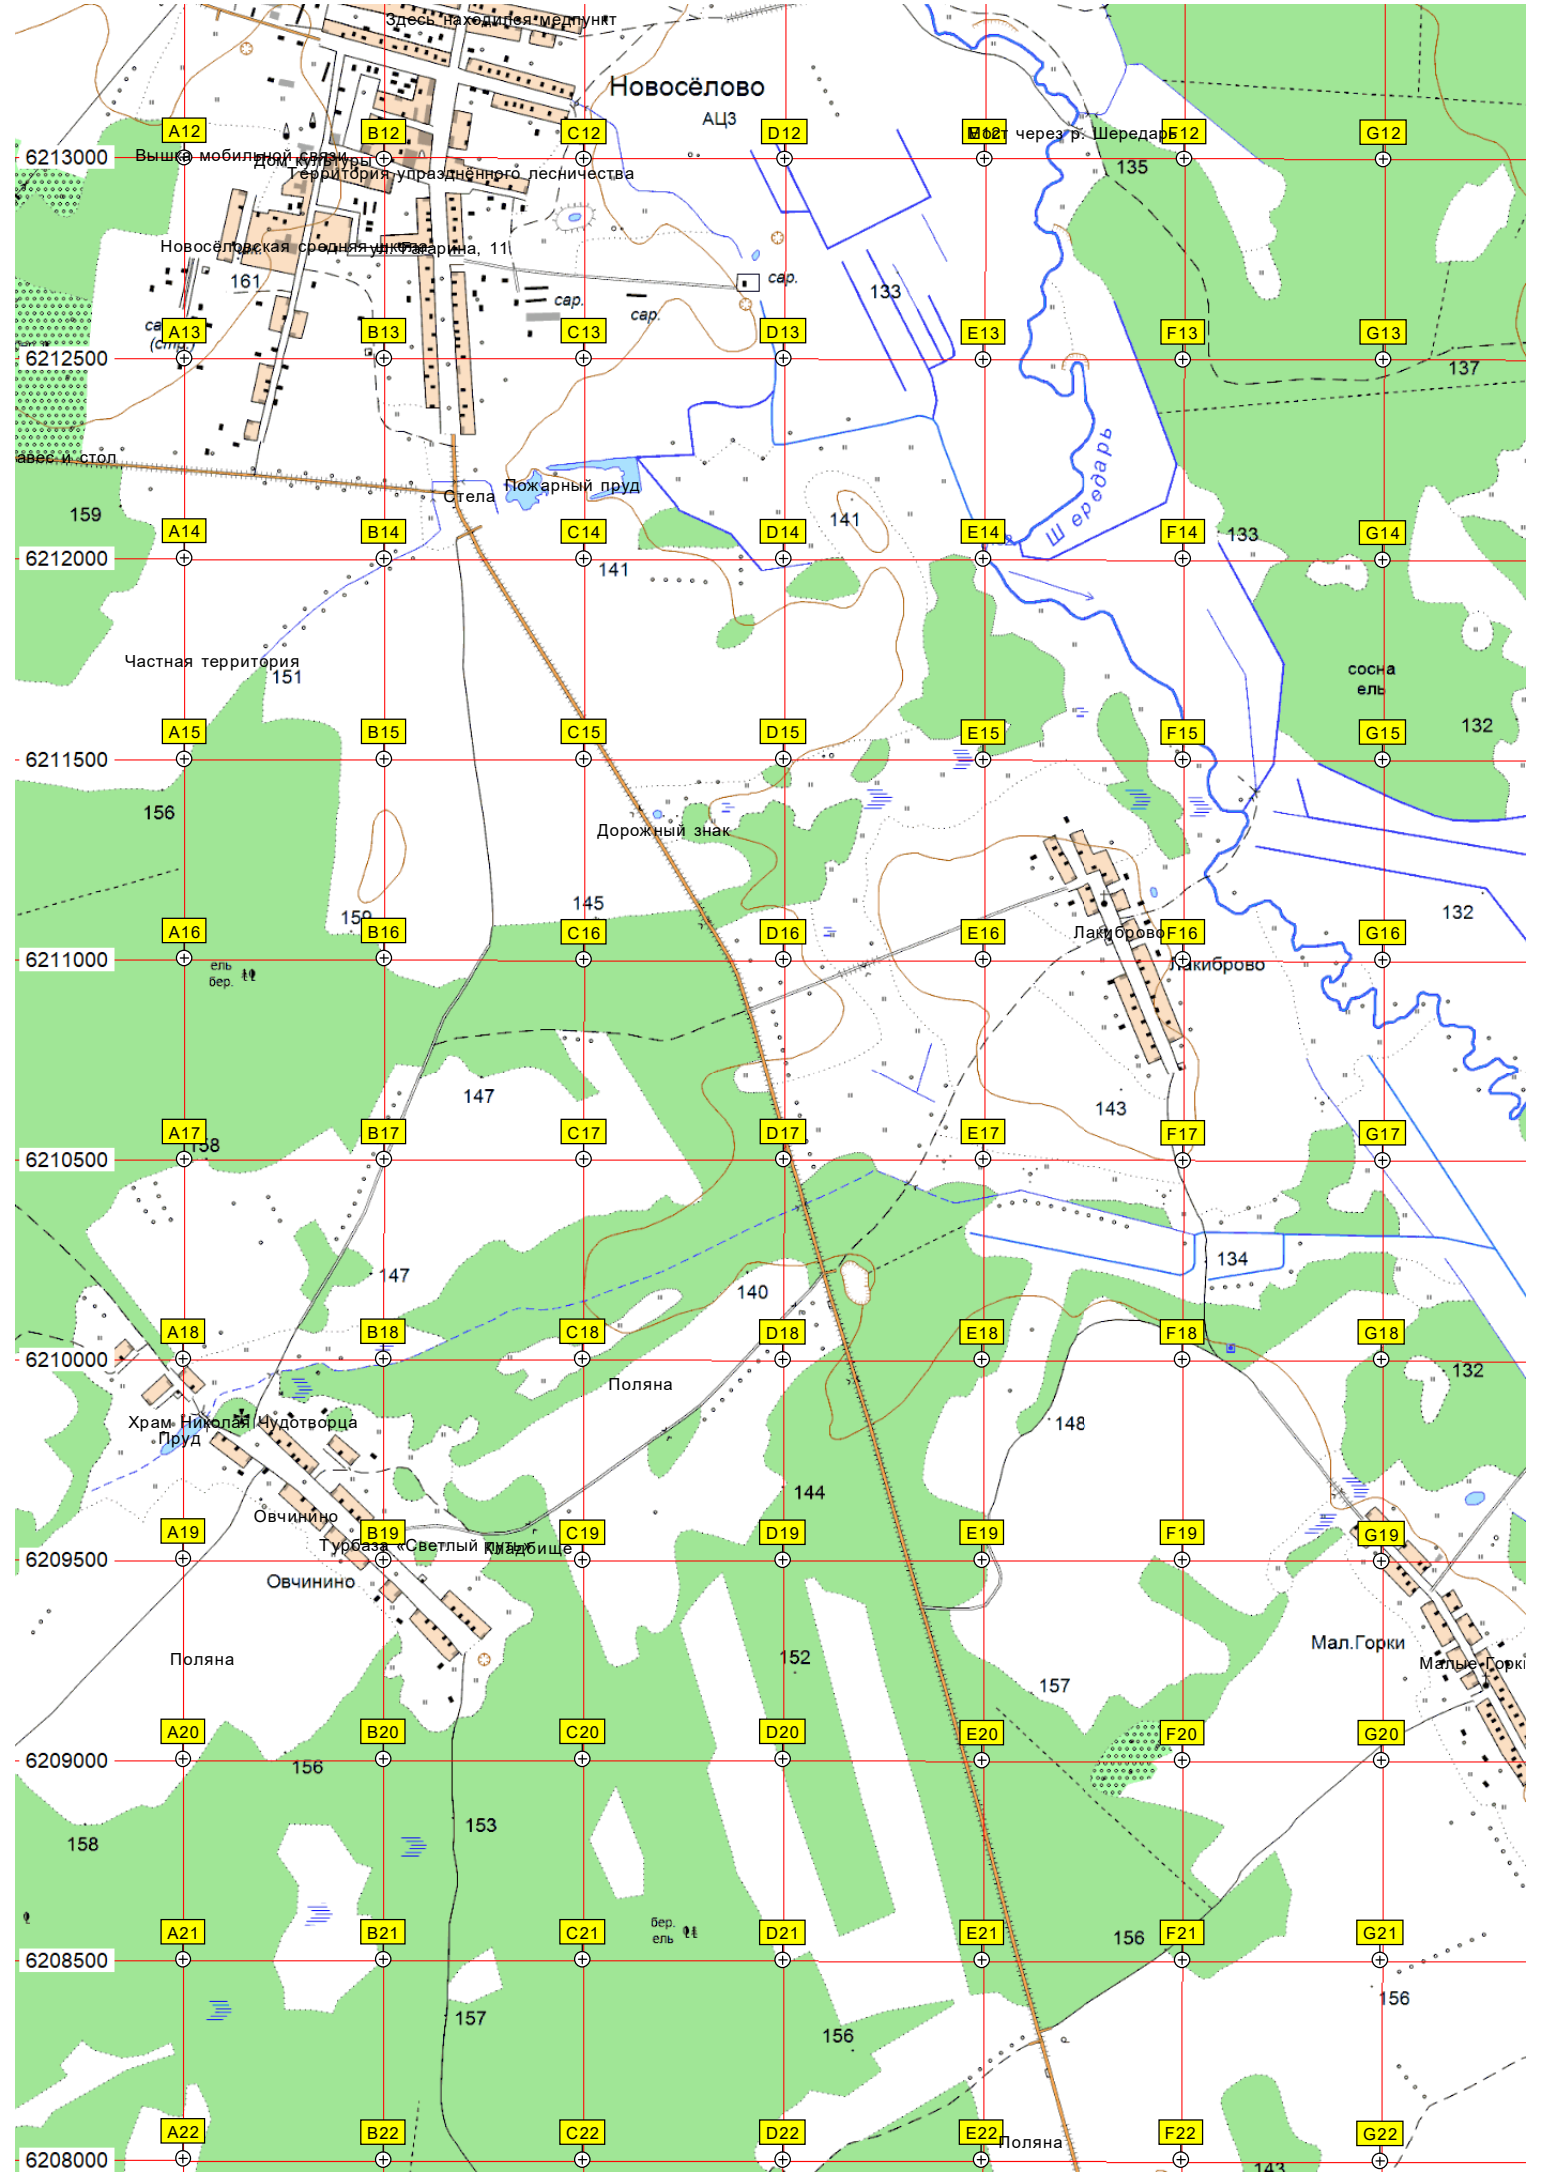 Здесь находился медпункт
Новосёлово
АЦЗ
A12 B12 C12 D12 E12 Мост через р. Шередарь F12 G12
6213000
Вышка мобильной связи
Дом культуры
Территория упразднённого лесничества
135
Новосёловская средняя школа
ул. Гагарина, 11
161
сар.
133
сар.
сар.
A13 B13 C13 D13 E13 F13 G13
6212500
137
Шередарь
авес и стол
Стела
Пожарный пруд
159
141
133
A14 B14 C14 D14 E14 F14 G14
6212000
141
Частная территория
151
сосна
ель
132
A15 B15 C15 D15 E15 F15 G15
6211500
156
Дорожный знак
145
159
132
A16 B16 C16 D16 E16 Лакиброво F16 G16
6211000
ель
бер.
Лакиброво
147
143
A17 B17 C17 D17 E17 F17 G17
158
6210500
147
140
134
A18 B18 C18 D18 E18 F18 G18
6210000
Поляна
132
Храм Николая Чудотворца
Пруд
148
144
Овчинино
A19 B19 C19 D19 E19 F19 G19
Турбаза «Светлый путь»
Кладбище
6209500
Овчинино
Мал.Горки
Поляна
152
Малые Горки
157
A20 B20 C20 D20 E20 F20 G20
6209000
156
158
153
бер.
ель
A21 B21 C21 D21 E21 156 F21 G21
6208500
157
156
156
A22 B22 C22 D22 E22 F22 G22
Поляна
6208000
143